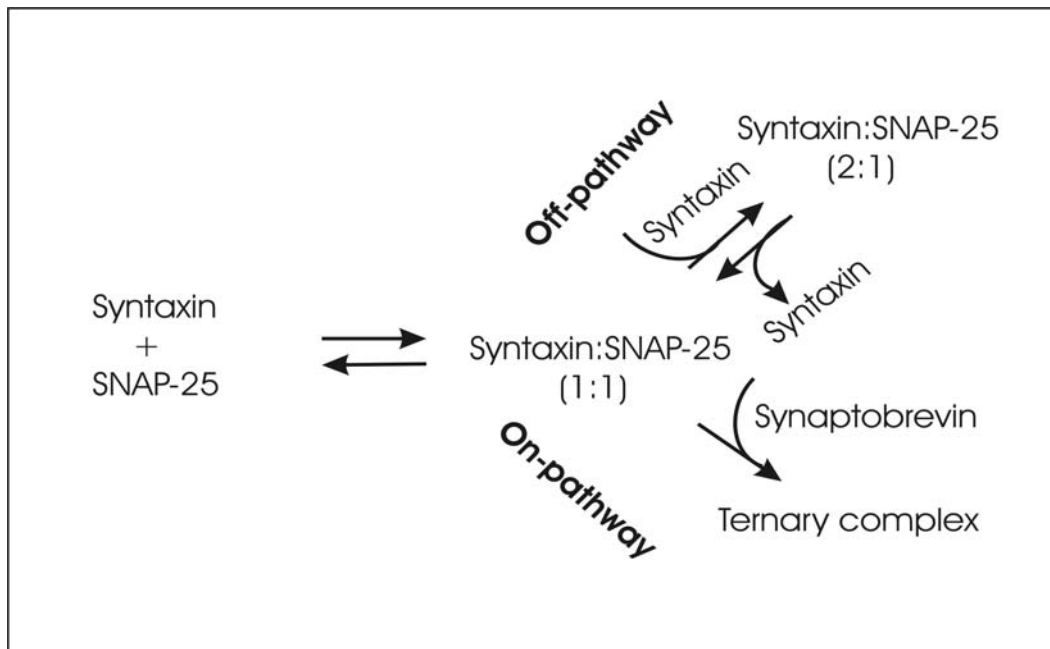 Off-pathway
Syntaxin:SNAP-25
(2:1)
Syntaxin
Syntaxin
Syntaxin
+
SNAP-25
Syntaxin:SNAP-25
(1:1)
Synaptobrevin
On-pathway
Ternary complex